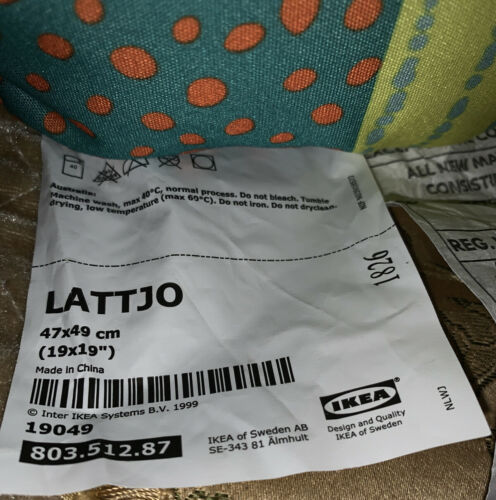 40
Australia:
Machine wash, max 40°C, normal process. Do not bleach. Tumble
drying, low temperature (max 60°C). Do not iron. Do not dryclean.
1826
LATTJO
47x49 cm
(19x19")
Made in China
© Inter IKEA Systems B.V. 1999
19049
803.512.87
IKEA of Sweden AB
SE-343 81 Älmhult
IKEA
Design and Quality
IKEA of Sweden
NLW1
ALL NEW MA
CONSISTI
REG.